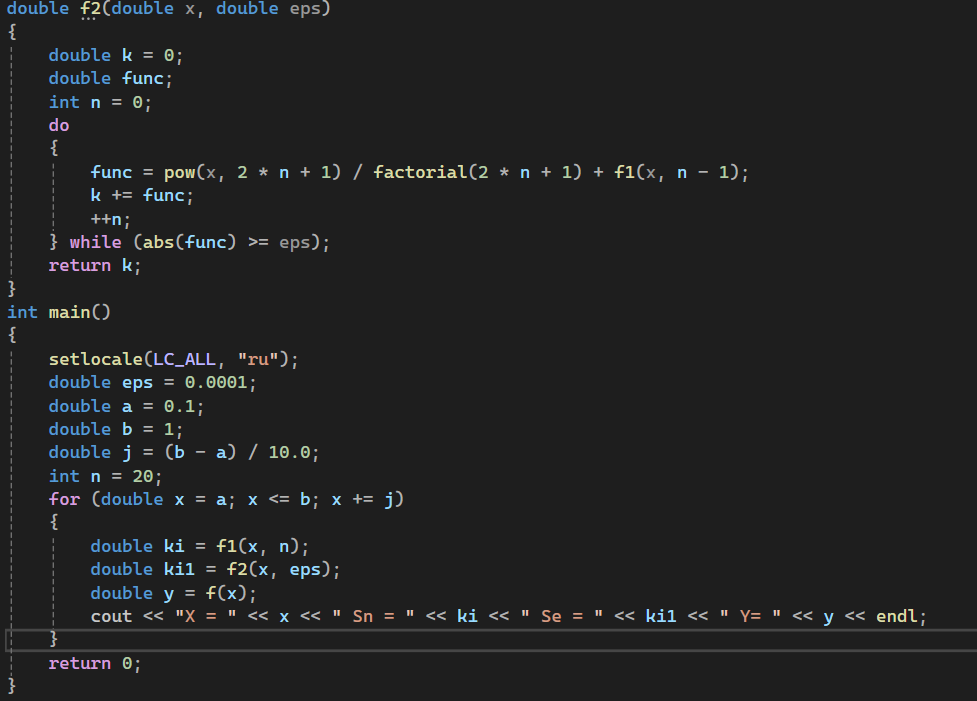 double f2(double x, double eps)
{
    double k = 0;
    double func;
    int n = 0;
    do
    {
        func = pow(x, 2 * n + 1) / factorial(2 * n + 1) + f1(x, n - 1);
        k += func;
        ++n;
    } while (abs(func) >= eps);
    return k;
}
int main()
{
    setlocale(LC_ALL, "ru");
    double eps = 0.0001;
    double a = 0.1;
    double b = 1;
    double j = (b - a) / 10.0;
    int n = 20;
    for (double x = a; x <= b; x += j)
    {
        double ki = f1(x, n);
        double ki1 = f2(x, eps);
        double y = f(x);
        cout << "X = " << x << " Sn = " << ki << " Se = " << ki1 << " Y= " << y << endl;
    }
    return 0;
}